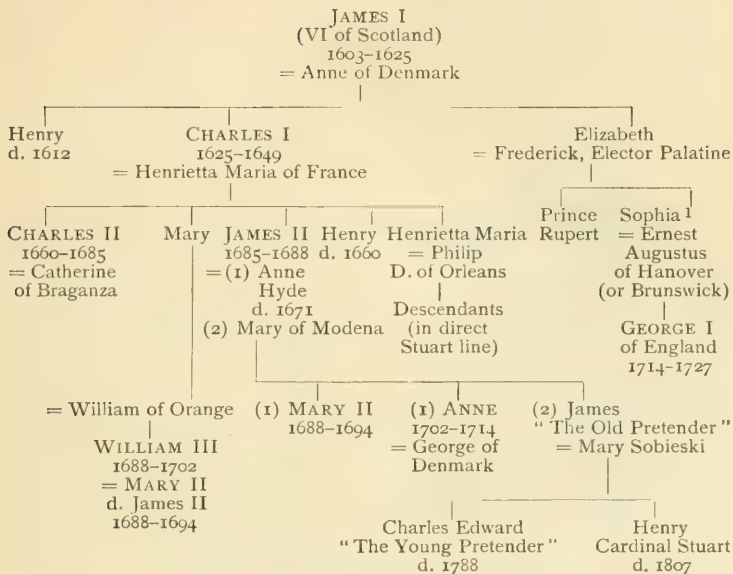 JAMES I
(VI of Scotland)
1603–1625
= Anne of Denmark
Henry
d. 1612
CHARLES I
1625–1649
= Henrietta Maria of France
Elizabeth
= Frederick, Elector Palatine
CHARLES II
1660–1685
= Catherine
of Braganza
Mary
JAMES II
1685–1688
= (1) Anne
Hyde
d. 1671
(2) Mary of Modena
Henry
d. 1660
Henrietta Maria
= Philip
D. of Orleans
Descendants
(in direct
Stuart line)
Prince
Rupert
Sophia 1
= Ernest
Augustus
of Hanover
(or Brunswick)
GEORGE I
of England
1714–1727
= William of Orange
WILLIAM III
1688–1702
= MARY II
d. James II
1688–1694
(1) MARY II
1688–1694
(1) ANNE
1702–1714
= George of
Denmark
(2) James
" The Old Pretender "
= Mary Sobieski
Charles Edward
" The Young Pretender "
d. 1788
Henry
Cardinal Stuart
d. 1807